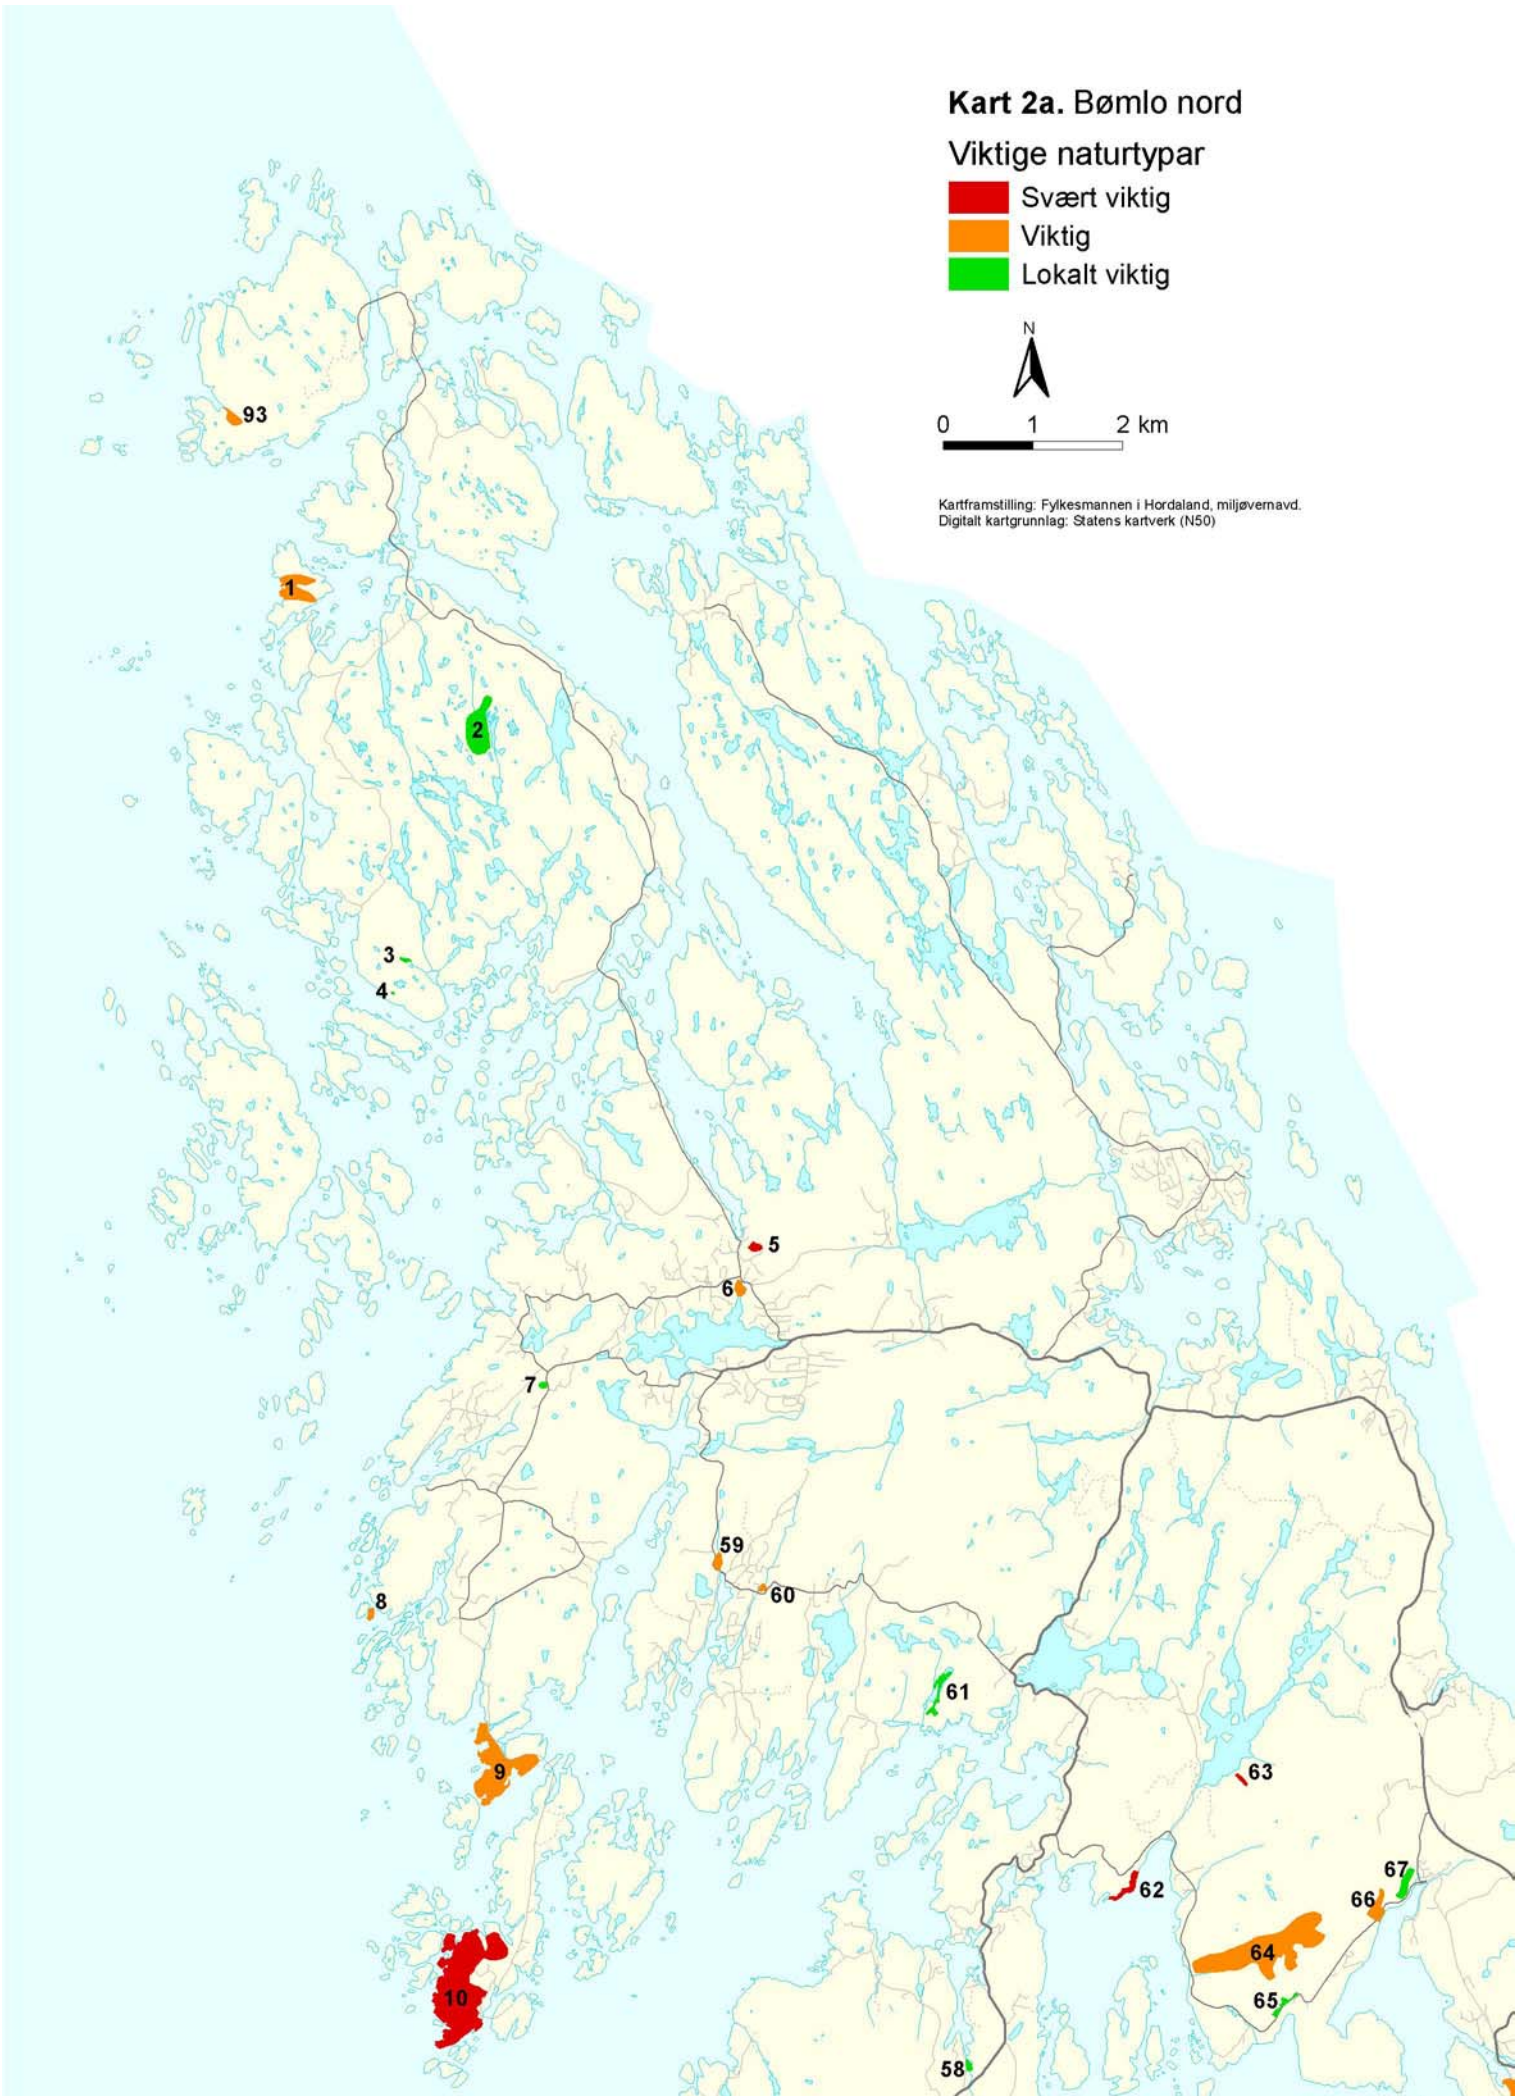 Kart 2a. Bømlo nord
Viktige naturtypar
Svært viktig
Viktig
Lokalt viktig
N
0 1 2 km
Kartframstilling: Fylkesmannen i Hordaland, miljøvernavd.
Digitalt kartgrunnlag: Statens kartverk (N50)
93
1
2
3
4
5
6
7
59
60
8
61
9
63
67
62
66
64
10
65
58